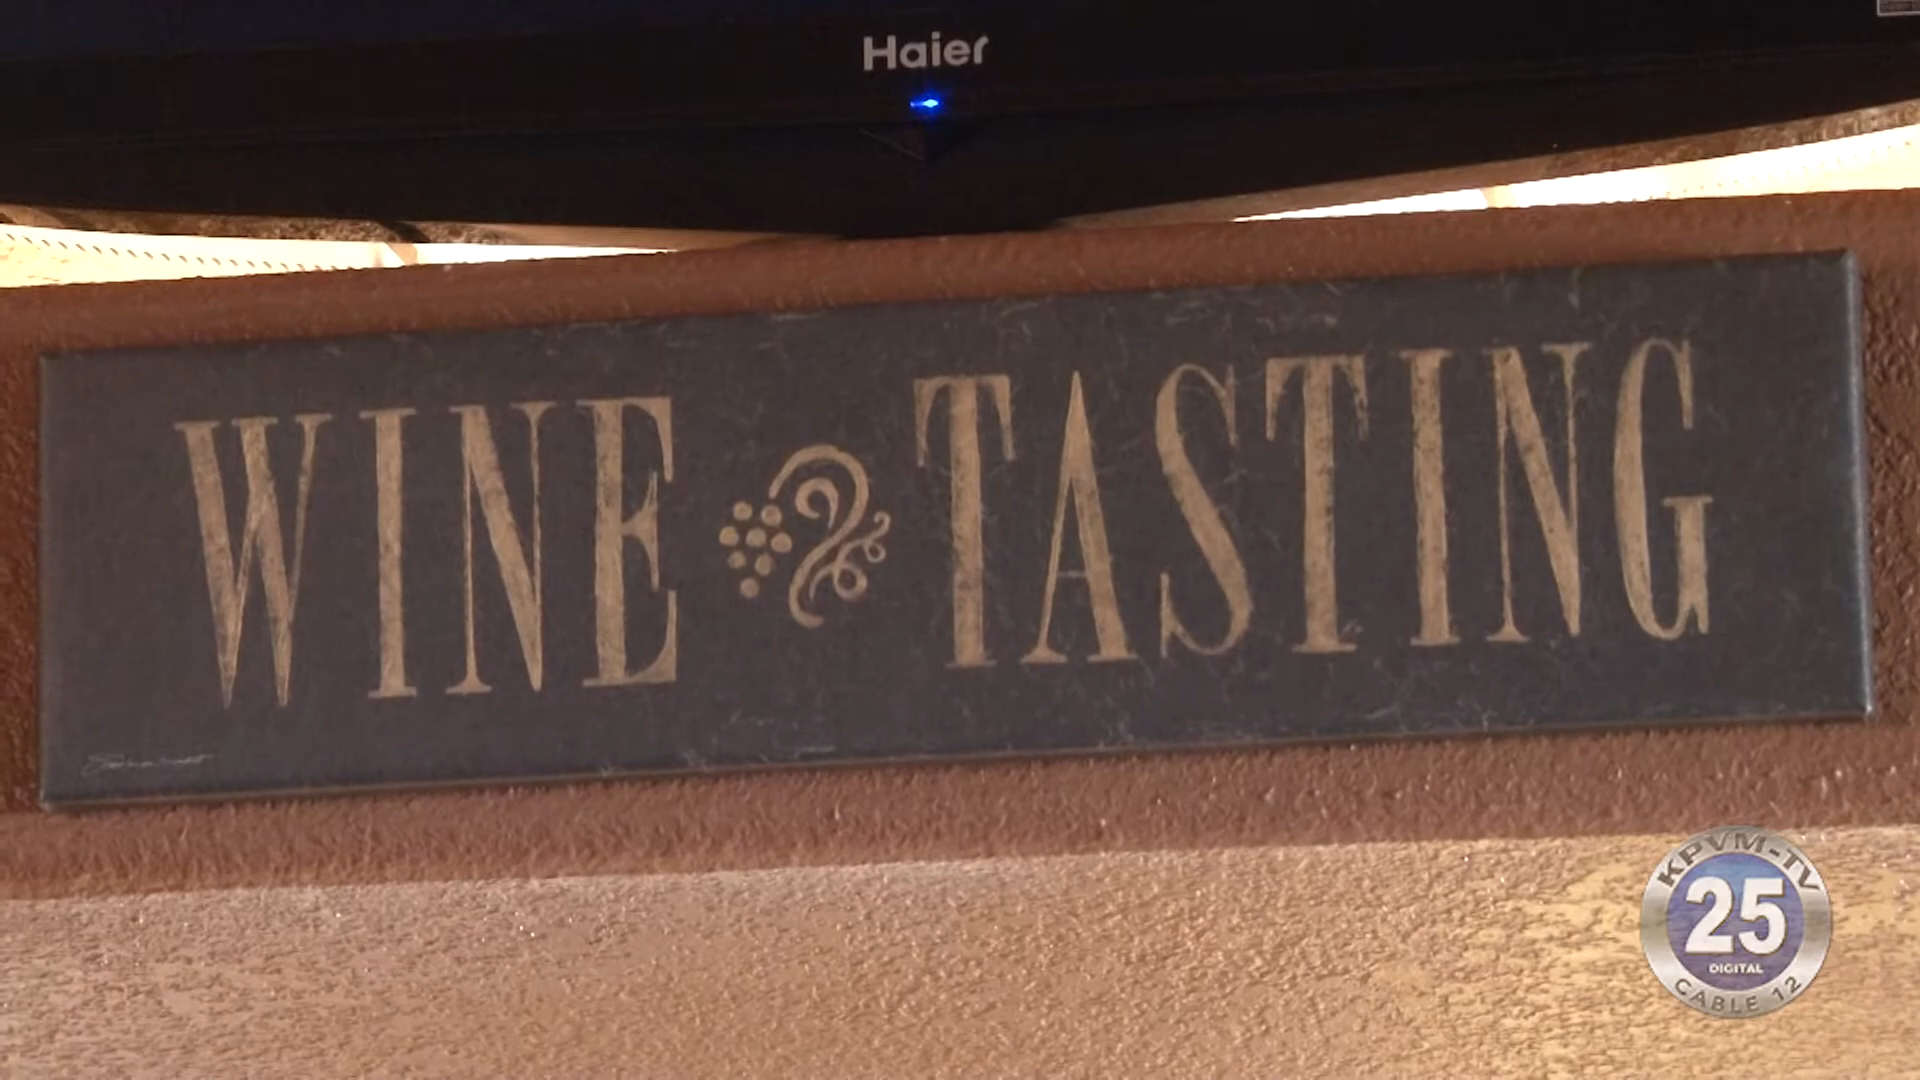 Haier
WINE TASTING
KPVM-TV
25
DIGITAL
CABLE 12